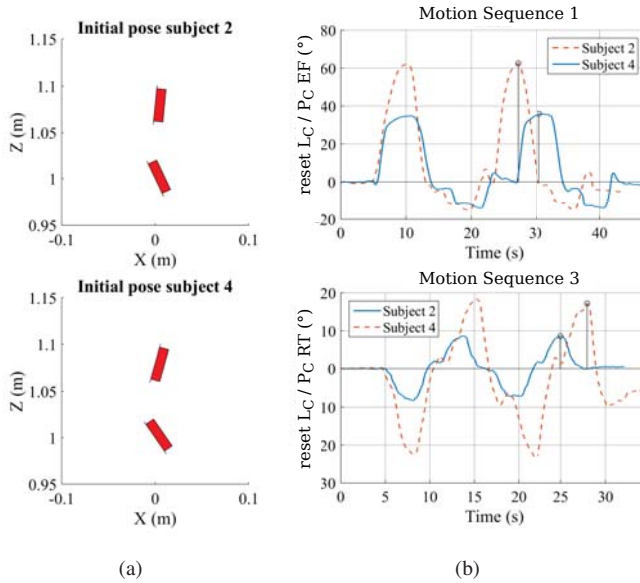 Initial pose subject 2
1.15
1.1
1.05
1
0.95
Z (m)
-0.1
0
0.1
X (m)
Initial pose subject 4
1.15
1.1
1.05
1
0.95
Z (m)
-0.1
0
0.1
X (m)
(a)
Motion Sequence 1
Subject 2
Subject 4
80
60
40
20
0
20
reset LC / PC EF (°)
0
10
20
30
40
Time (s)
Motion Sequence 3
Subject 2
Subject 4
20
10
0
10
20
30
reset LC / PC RT (°)
0
5
10
15
20
25
30
Time (s)
(b)